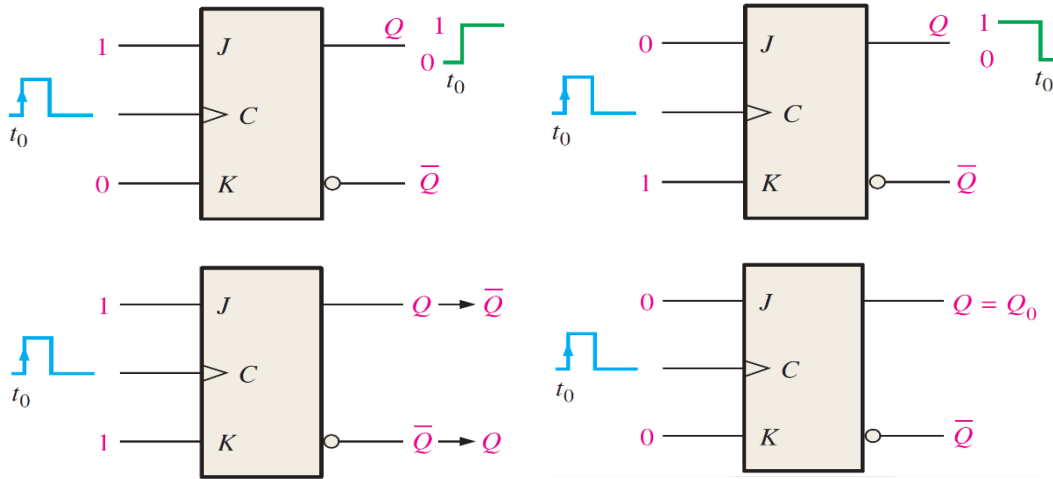 1 J Q 1 0 t₀
t₀ C
0 K Q̅
0 J Q 1 0 t₀
t₀ C
1 K Q̅
1 J Q → Q̅
t₀ C
1 K Q̅ → Q
0 J Q = Q₀
t₀ C
0 K Q̅